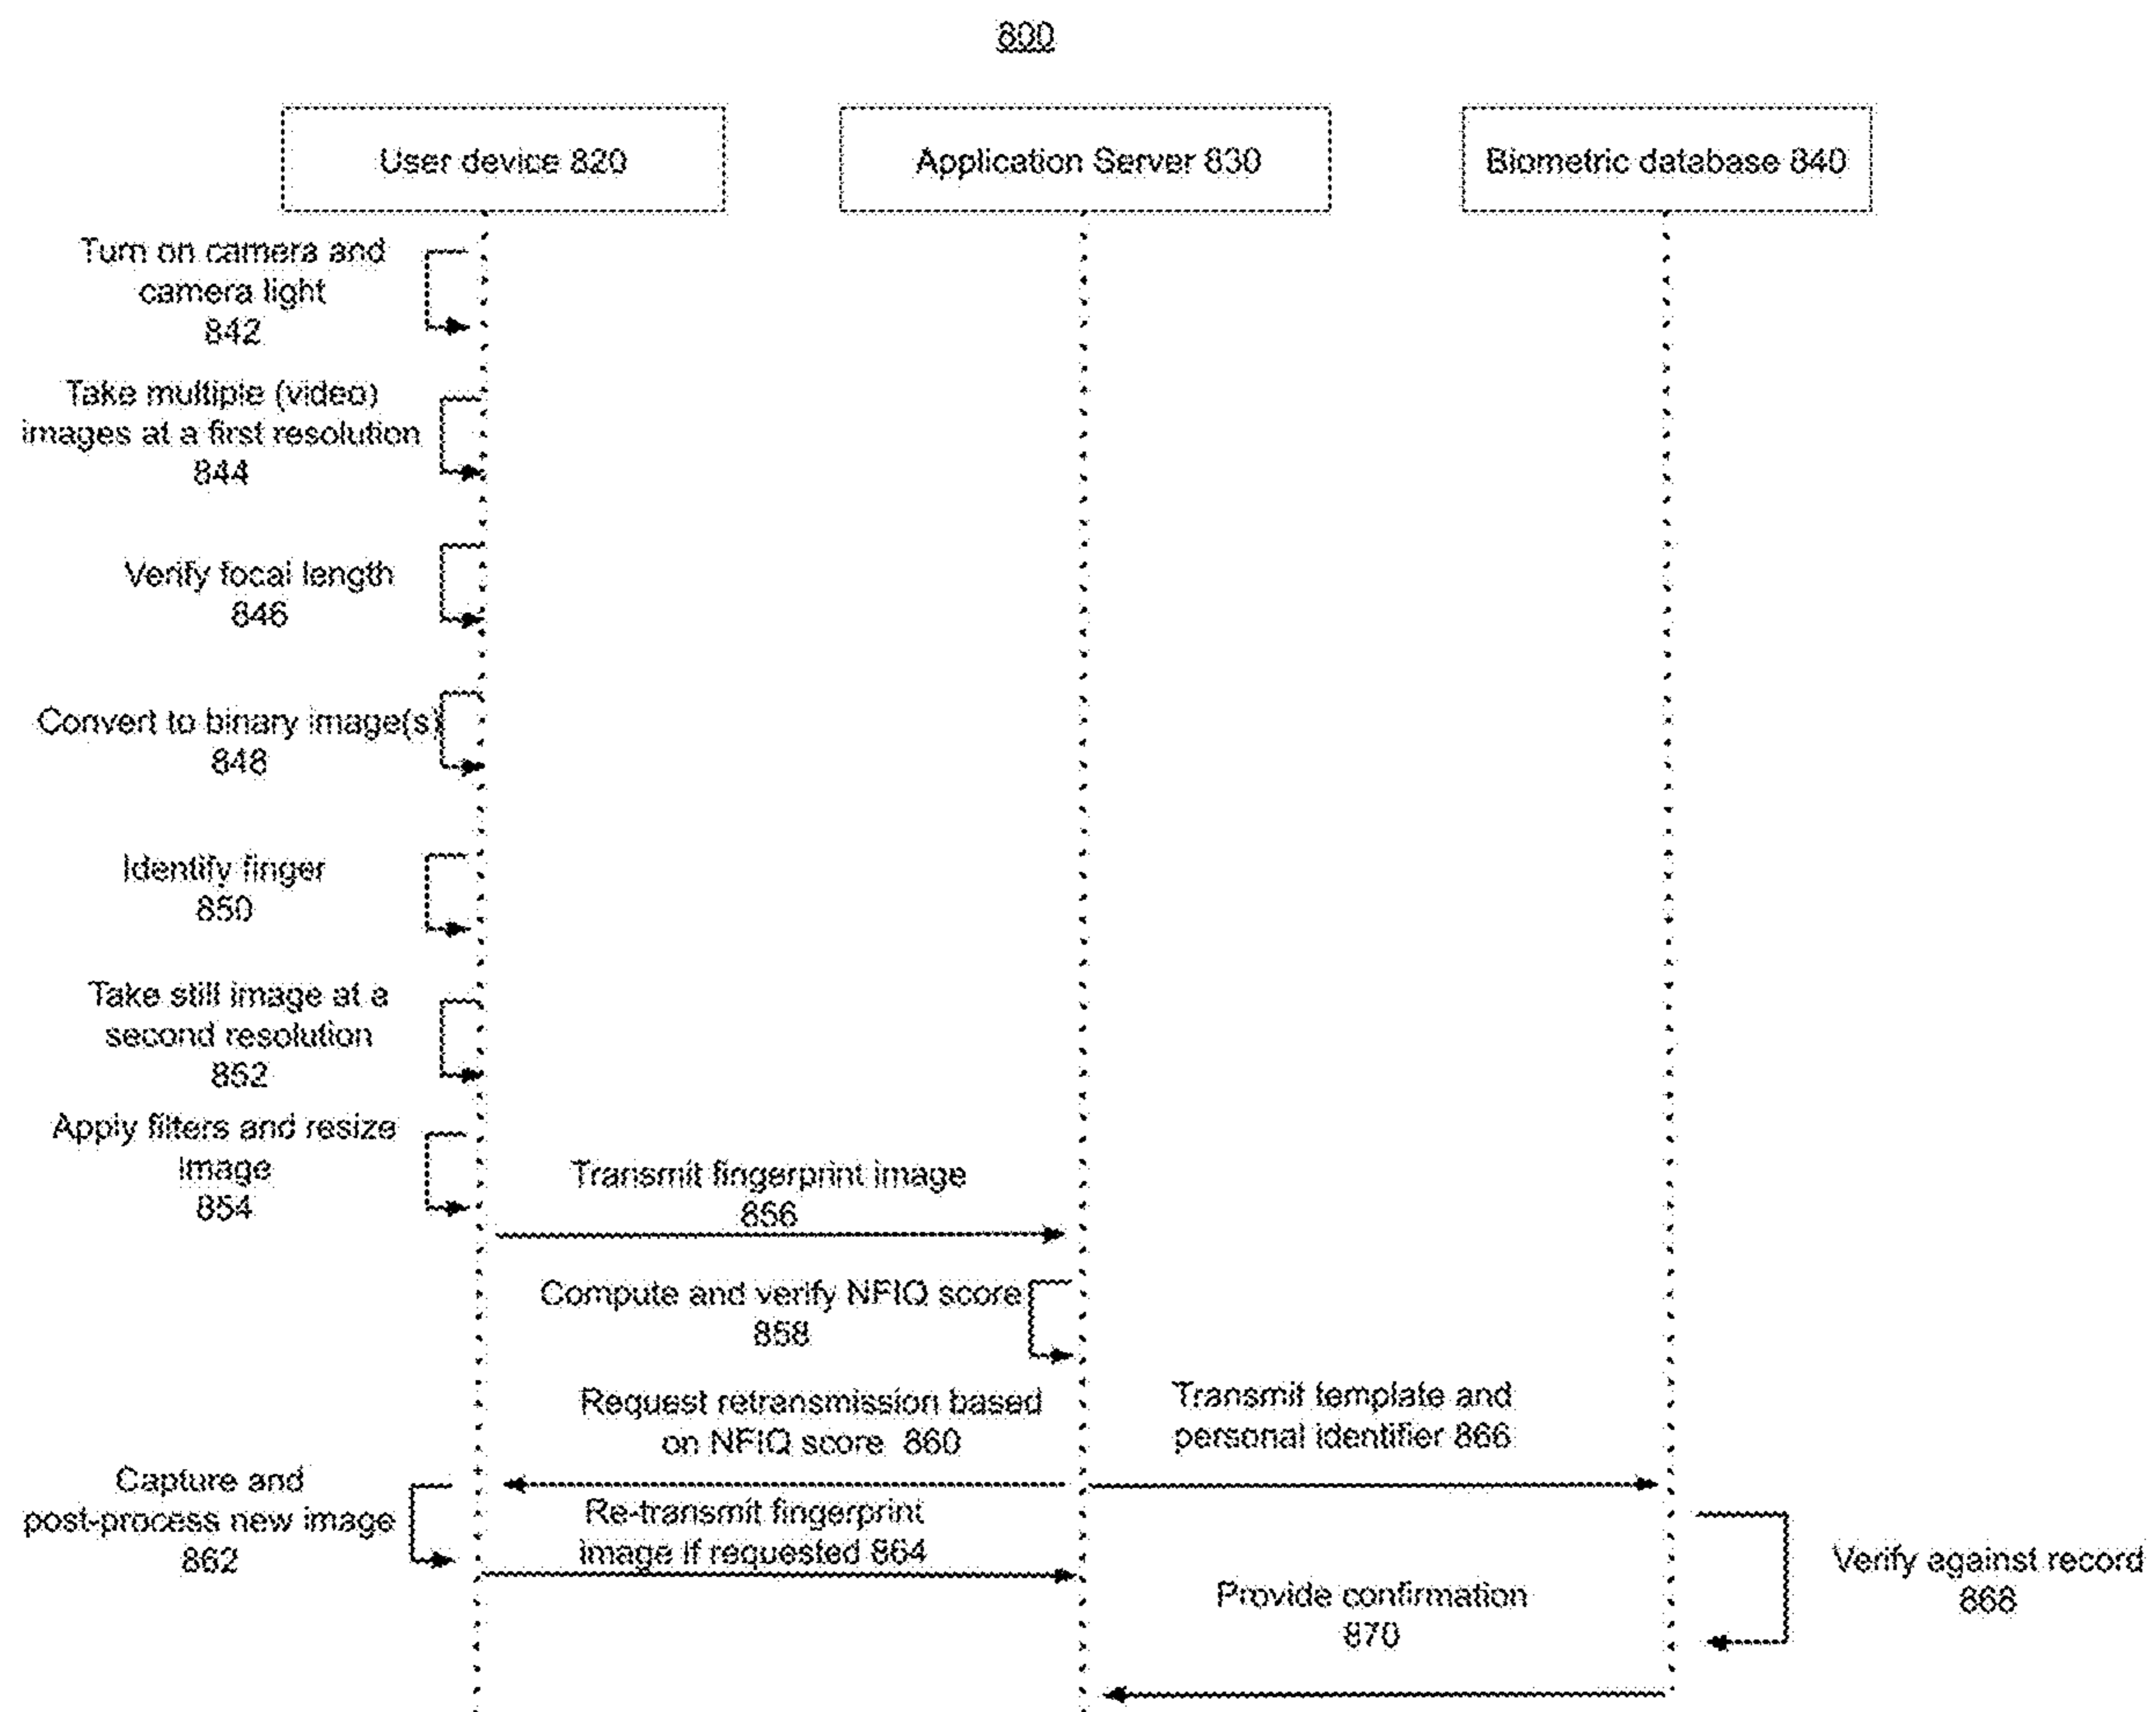 800
User device 820
Application Server 830
Biometric database 840
Turn on camera and
camera light
842
Take multiple (video)
images at a first resolution
844
Verify focal length
846
Convert to binary image(s)
848
Identify finger
850
Take still image at a
second resolution
852
Apply filters and resize
image
854
Transmit fingerprint image
856
Compute and verify NFIQ score
858
Request retransmission based
on NFIQ score 860
Transmit template and
personal identifier 866
Capture and
post-process new image
862
Re-transmit fingerprint
image if requested 864
Verify against record
868
Provide confirmation
870